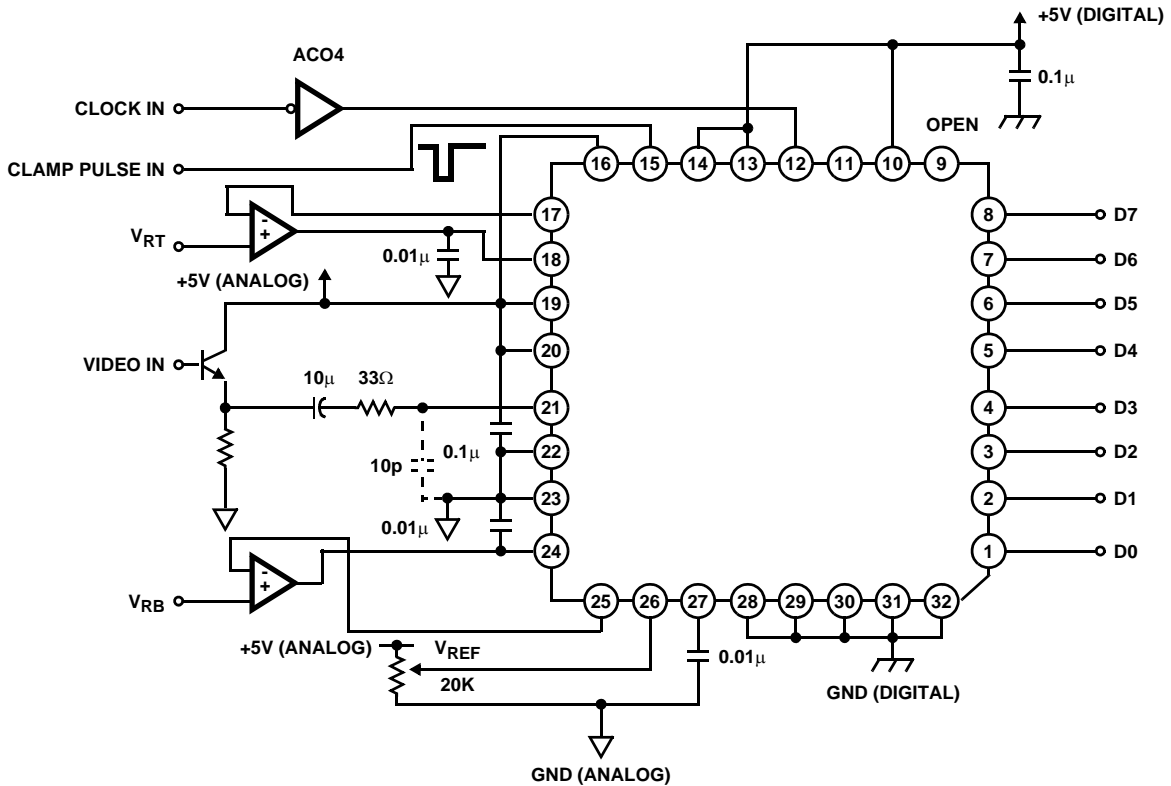 +5V (DIGITAL)
ACO4
0.1µ
CLOCK IN
OPEN
CLAMP PULSE IN
16 15 14 13 12 11 10 9
17
18
19
20
21
22
23
24
8 D7
7 D6
6 D5
5 D4
4 D3
3 D2
2 D1
1 D0
-
+
VRT
0.01µ
+5V (ANALOG)
VIDEO IN
10µ 33Ω
10p
0.1µ
0.01µ
-
+
VRB
25 26 27 28 29 30 31 32
+5V (ANALOG)
VREF
20K
0.01µ
GND (DIGITAL)
GND (ANALOG)